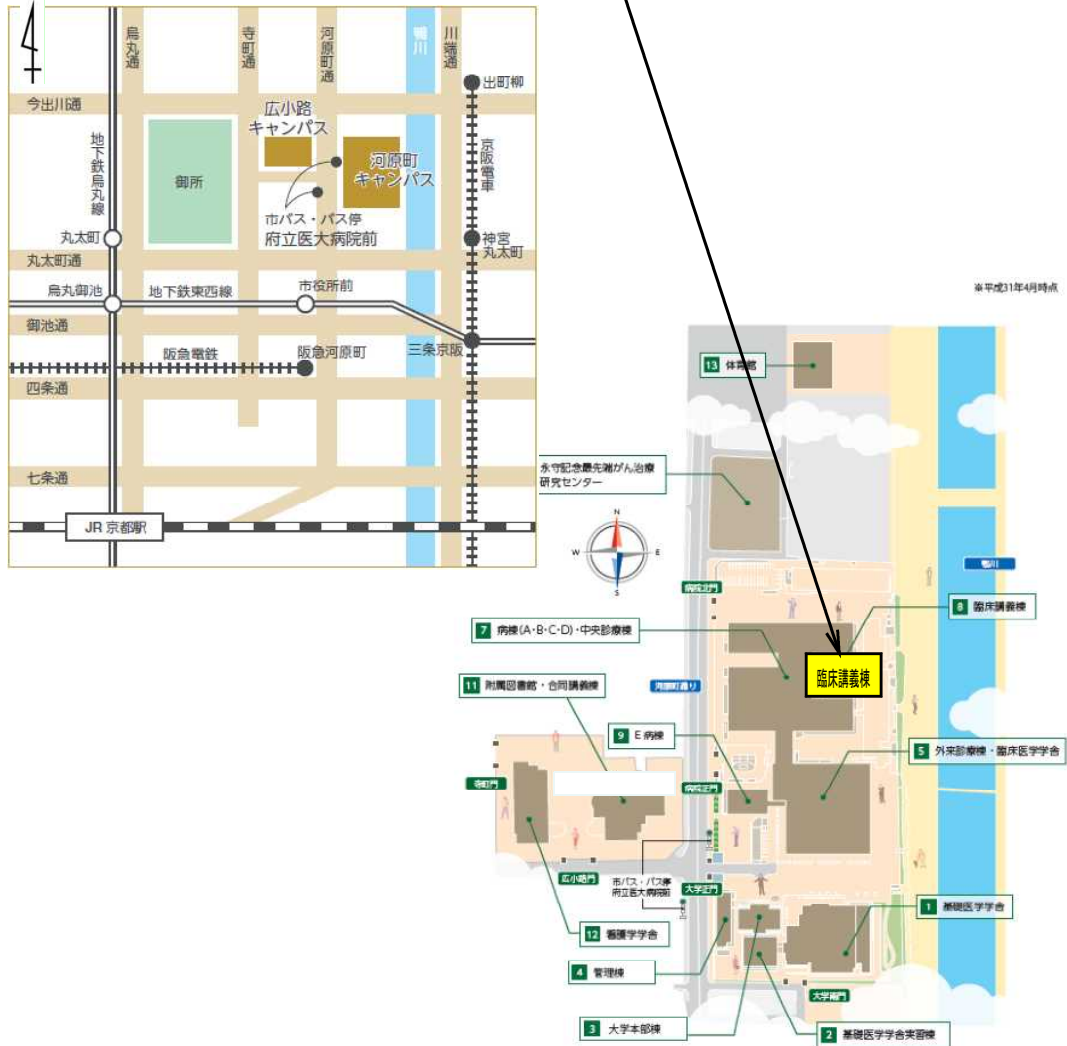 烏丸通
寺町通
河原町通
鴨川
川端通
出町柳
今出川通
広小路
キャンパス
地下鉄烏丸線
御所
河原町
キャンパス
京阪電車
市バス・バス停
府立医大病院前
丸太町
神宮
丸太町
丸太町通
烏丸御池
地下鉄東西線
市役所前
御池通
阪急電鉄
阪急河原町
三条京阪
四条通
七条通
JR 京都駅
※平成31年4月時点
13 体育館
永守記念最先端がん治療
研究センター
N
W
E
S
鴨川
病院北門
8 臨床講義棟
7 病棟(A・B・C・D)・中央診療棟
臨床講義棟
11 附属図書館・合同講義棟
河原町通り
9 E 病棟
5 外来診療棟・臨床医学学舎
寺町門
病院正門
広小路門
市バス・バス停
府立医大病院前
大学正門
1 基礎医学学舎
12 看護学学舎
4 管理棟
大学南門
3 大学本部棟
2 基礎医学学舎実習棟